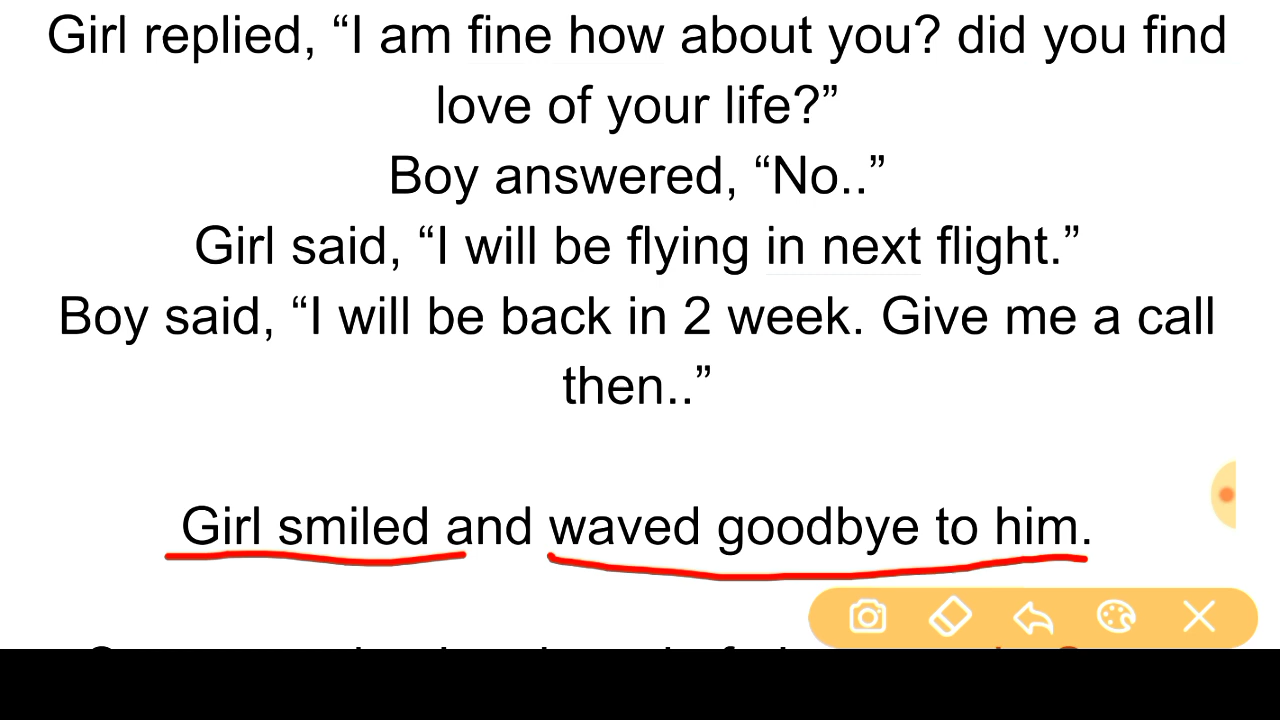 Girl replied, “I am fine how about you? did you find
love of your life?”
Boy answered, “No..”
Girl said, “I will be flying in next flight.”
Boy said, “I will be back in 2 week. Give me a call
then..”
Girl smiled and waved goodbye to him.